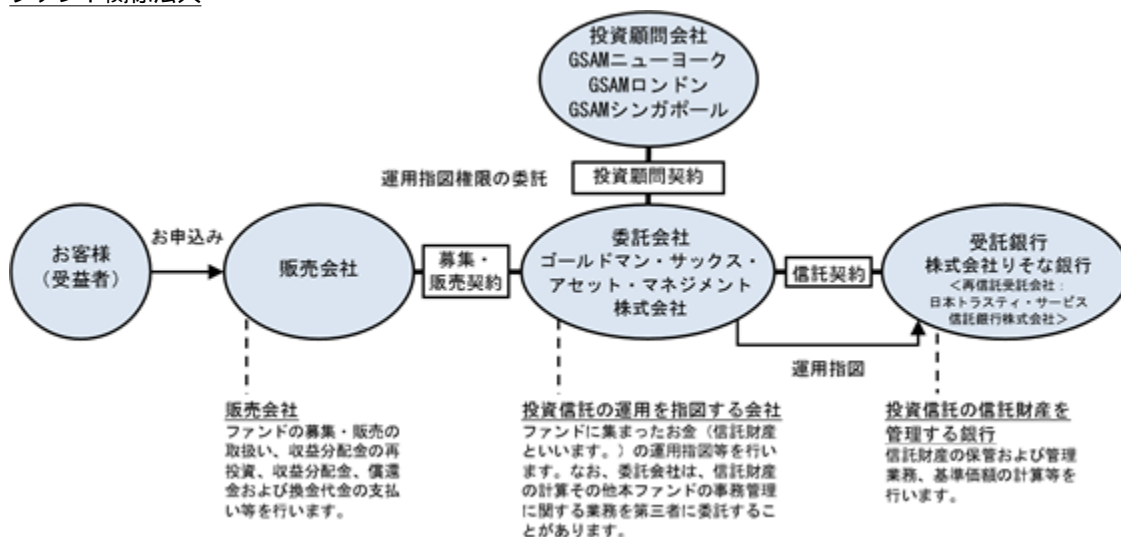 ファンド関係法人
投資顧問会社
GSAMニューヨーク
GSAMロンドン
GSAMシンガポール
運用指図権限の委託
投資顧問契約
お客様
(受益者)
お申込み
販売会社
募集・
販売契約
委託会社
ゴールドマン・サックス・
アセット・マネジメント
株式会社
信託契約
受託銀行
株式会社りそな銀行
<再信託受託会社:
日本トラスティ・サービス
信託銀行株式会社>
運用指図
販売会社
ファンドの募集・販売の
取扱い、収益分配金の再
投資、収益分配金、償還
金および換金代金の支払
い等を行います。
投資信託の運用を指図する会社
ファンドに集まったお金(信託財産
といいます。)の運用指図等を行い
ます。なお、委託会社は、信託財産
の計算その他本ファンドの事務管理
に関する業務を第三者に委託するこ
とがあります。
投資信託の信託財産を
管理する銀行
信託財産の保管および管理
業務、基準価額の計算等を
行います。